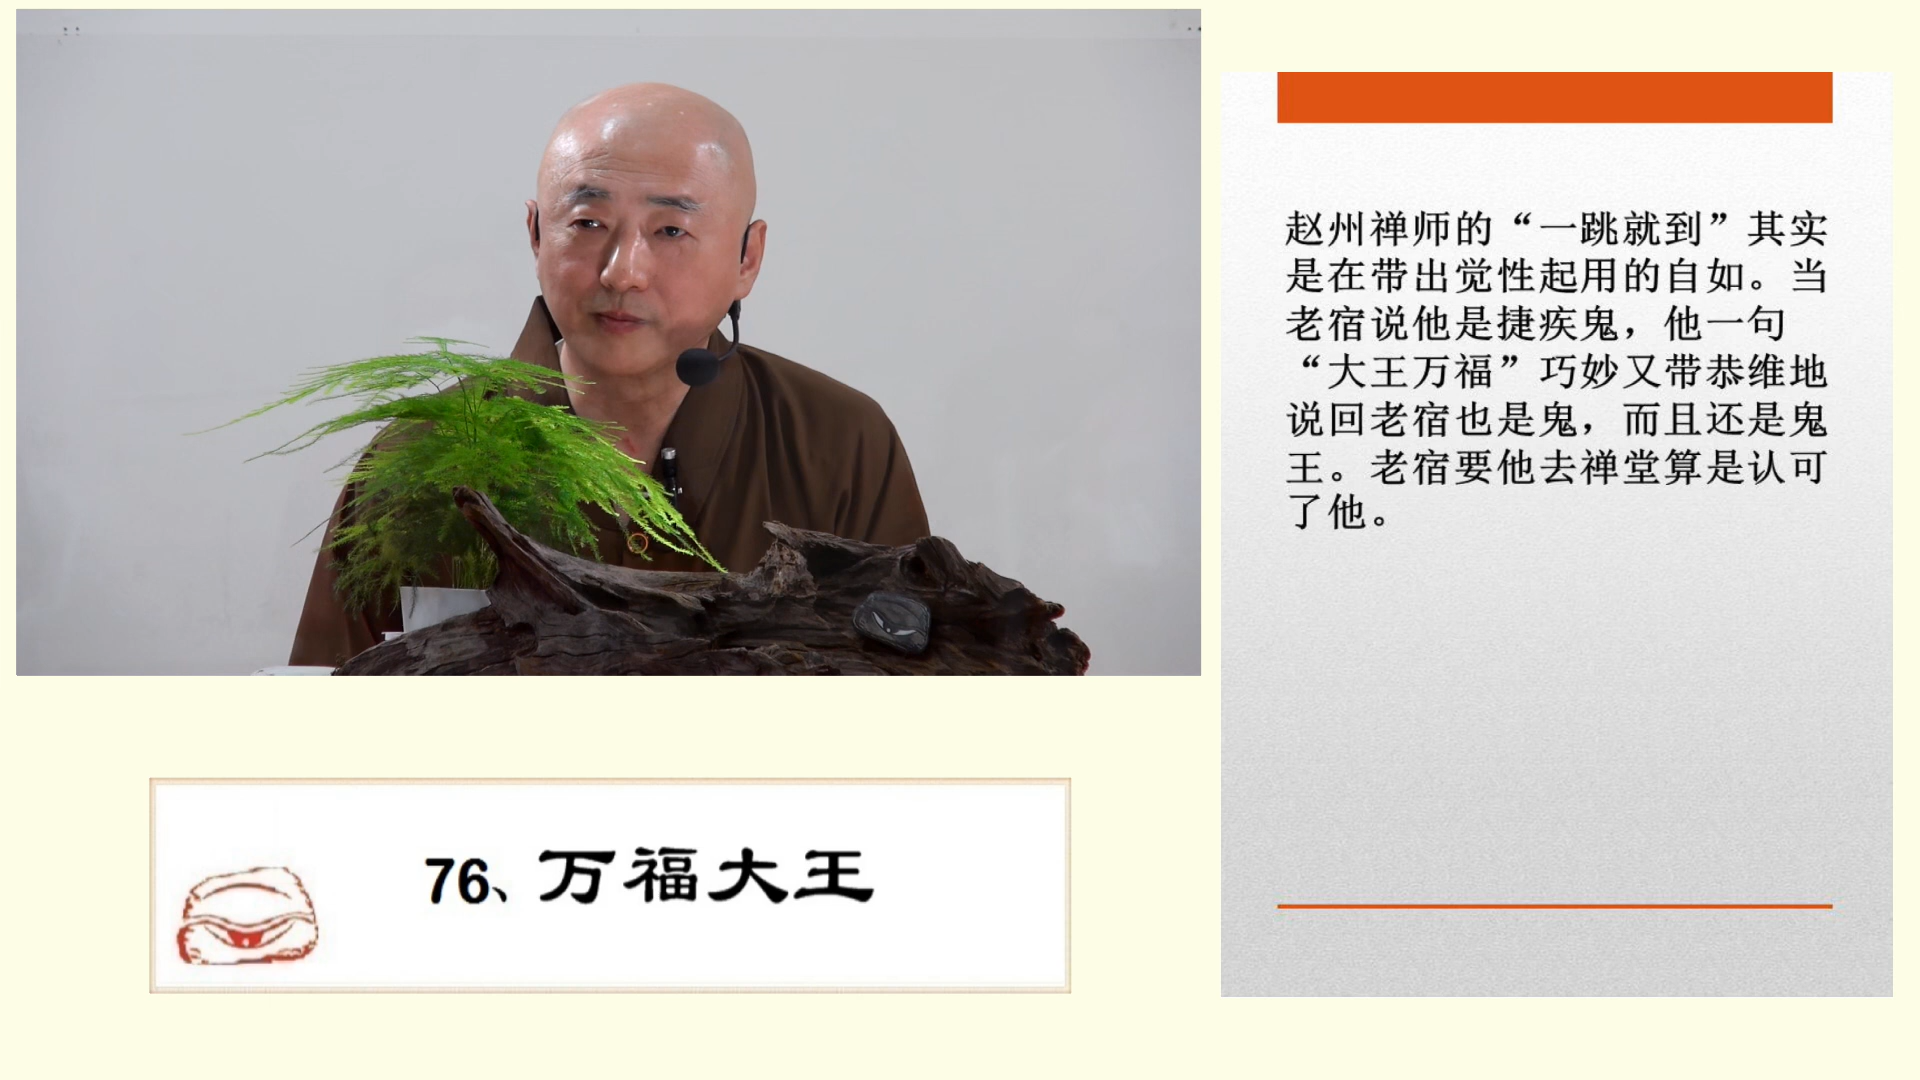 赵州禅师的“一跳就到”其实
是在带出觉性起用的自如。当
老宿说他是捷疾鬼，他一句
“大王万福”巧妙又带恭维地
说回老宿也是鬼，而且还是鬼
王。老宿要他去禅堂算是认可
了他。
76、万福大王